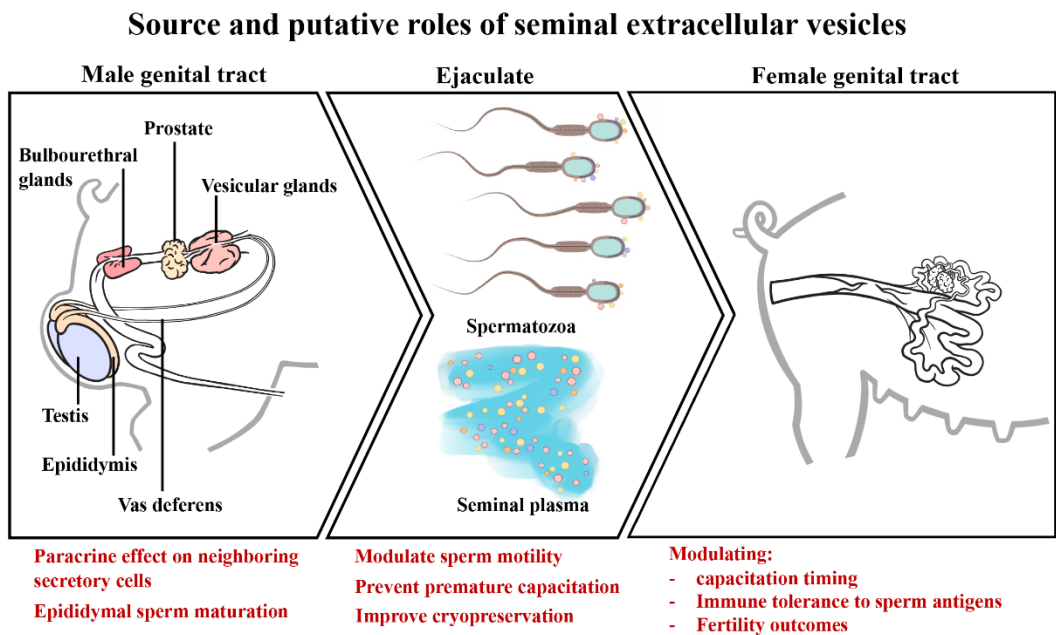 Source and putative roles of seminal extracellular vesicles
Male genital tract
Prostate
Bulbourethral
glands
Vesicular glands
Testis
Epididymis
Vas deferens
Paracrine effect on neighboring
secretory cells
Epididymal sperm maturation
Ejaculate
Spermatozoa
Seminal plasma
Modulate sperm motility
Prevent premature capacitation
Improve cryopreservation
Female genital tract
Modulating:
- capacitation timing
- Immune tolerance to sperm antigens
- Fertility outcomes